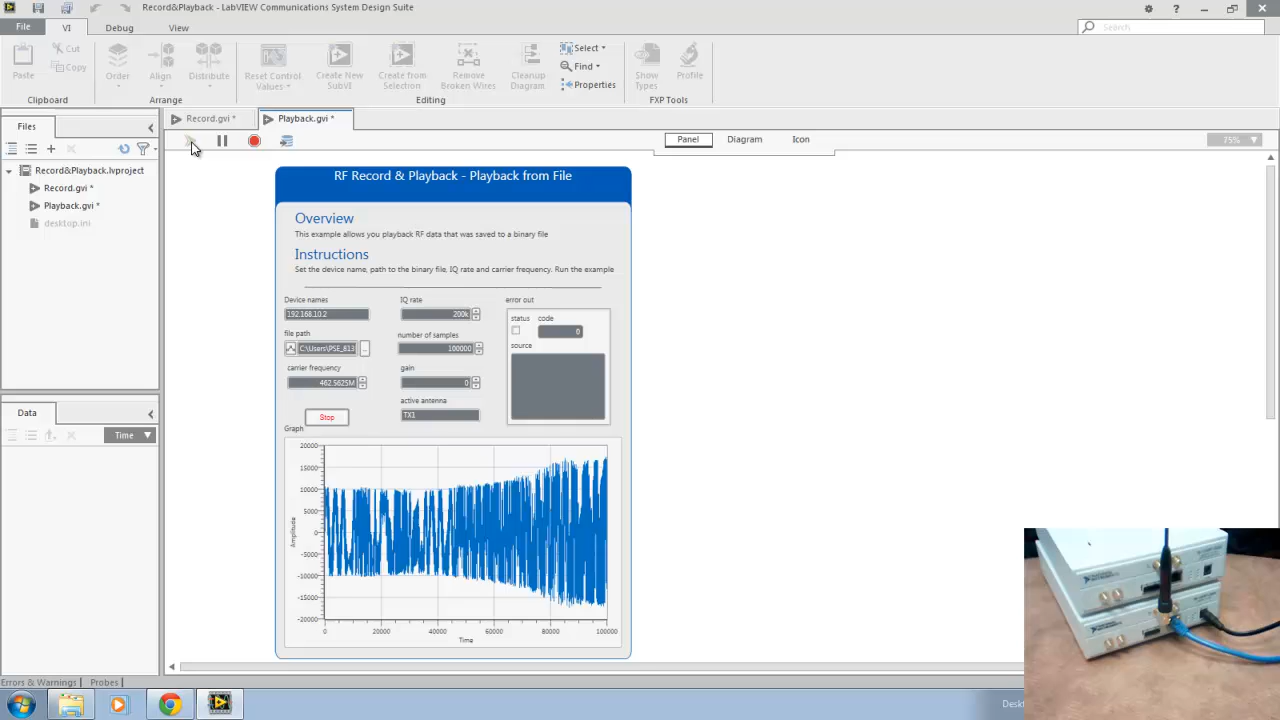 Record&Playback - LabVIEW Communications System Design Suite
File
VI
Debug
View
Search
Paste
Cut
Copy
Clipboard
Order
Align
Distribute
Arrange
Reset Control Values
Create New SubVI
Create from Selection
Remove Broken Wires
Cleanup Diagram
Select
Find
Properties
Editing
Show Types
Profile
FXP Tools
Files
Record.gvi *
Playback.gvi *
Panel
Diagram
Icon
75%
Record&Playback.lvproject
Record.gvi *
Playback.gvi *
desktop.ini
Data
Time
RF Record & Playback - Playback from File
Overview
This example allows you playback RF data that was saved to a binary file
Instructions
Set the device name, path to the binary file, IQ rate and carrier frequency. Run the example
Device names
192.168.10.2
file path
C:\Users\PSE_813
...
carrier frequency
462.5625M
Stop
IQ rate
200k
number of samples
100000
gain
0
active antenna
TX1
error out
status
code
0
source
Graph
20000
15000
10000
5000
0
-5000
-10000
-15000
-20000
Amplitude
0
20000
40000
60000
80000
100000
Time
Errors & Warnings
Probes